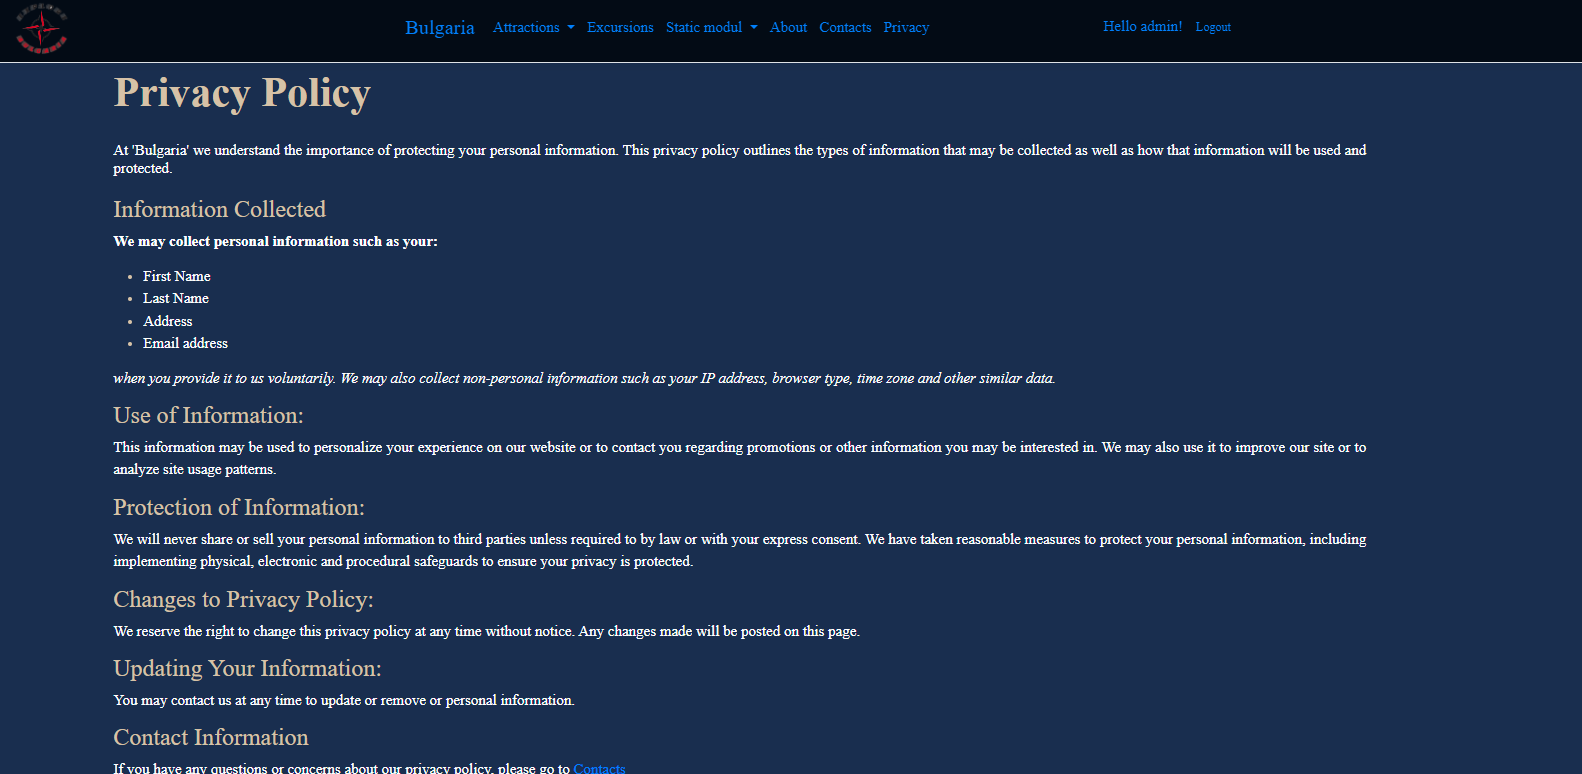 EXPLORE
BULGARIA
Bulgaria Attractions Excursions Static modul About Contacts Privacy Hello admin! Logout
Privacy Policy
At 'Bulgaria' we understand the importance of protecting your personal information. This privacy policy outlines the types of information that may be collected as well as how that information will be used and
protected.
Information Collected
We may collect personal information such as your:
First Name
Last Name
Address
Email address
when you provide it to us voluntarily. We may also collect non-personal information such as your IP address, browser type, time zone and other similar data.
Use of Information:
This information may be used to personalize your experience on our website or to contact you regarding promotions or other information you may be interested in. We may also use it to improve our site or to
analyze site usage patterns.
Protection of Information:
We will never share or sell your personal information to third parties unless required to by law or with your express consent. We have taken reasonable measures to protect your personal information, including
implementing physical, electronic and procedural safeguards to ensure your privacy is protected.
Changes to Privacy Policy:
We reserve the right to change this privacy policy at any time without notice. Any changes made will be posted on this page.
Updating Your Information:
You may contact us at any time to update or remove or personal information.
Contact Information
If you have any questions or concerns about our privacy policy, please go to Contacts